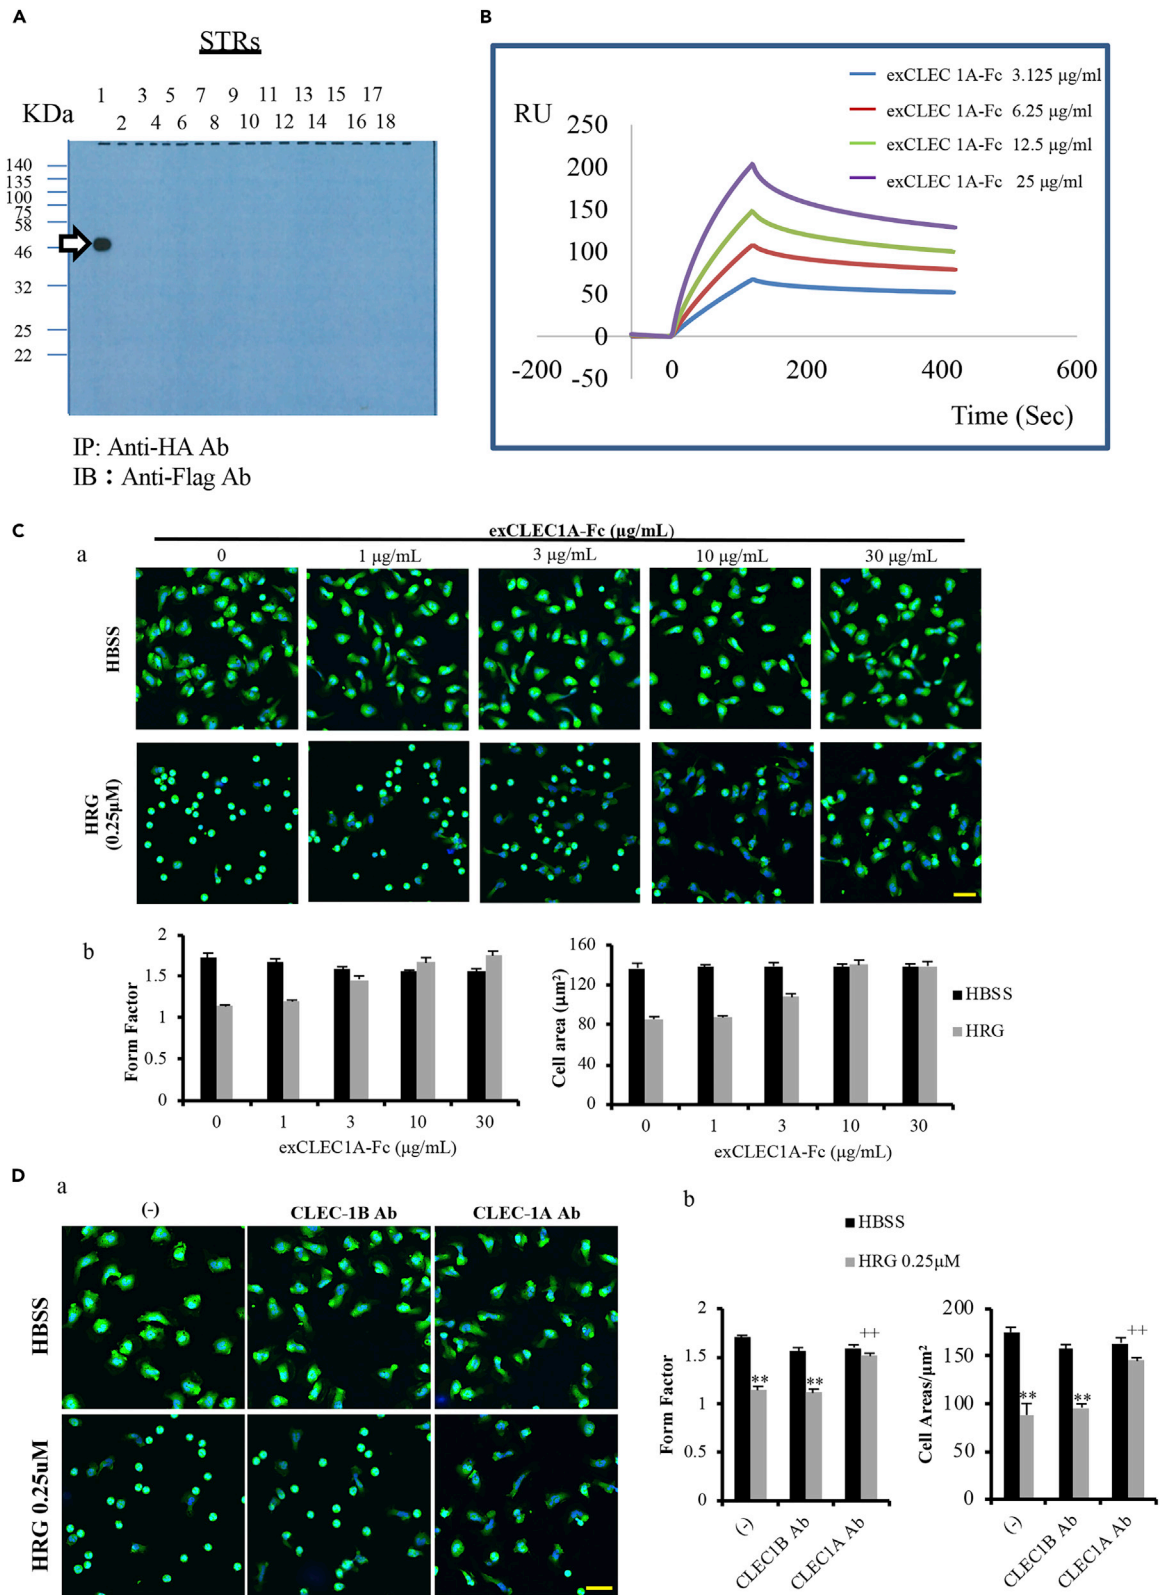 A
STRs
1 3 5 7 9 11 13 15 17
KDa
2 4 6 8 10 12 14 16 18
140
135
100
75
58
46
32
25
22
IP: Anti-HA Ab
IB : Anti-Flag Ab
B
exCLEC 1A-Fc 3.125 μg/ml
exCLEC 1A-Fc 6.25 μg/ml
exCLEC 1A-Fc 12.5 μg/ml
exCLEC 1A-Fc 25 μg/ml
RU
250
200
150
100
50
0
-50
-200 0 200 400 600
Time (Sec)
C
exCLEC1A-Fc (μg/mL)
a
0 1 μg/mL 3 μg/mL 10 μg/mL 30 μg/mL
HBSS
HRG
(0.25μM)
b
2
1.5
1
0.5
0
Form Factor
0 1 3 10 30
exCLEC1A-Fc (μg/mL)
160
120
80
40
0
Cell area (μm²)
0 1 3 10 30
exCLEC1A-Fc (μg/mL)
HBSS
HRG
D
a
(-) CLEC-1B Ab CLEC-1A Ab
HBSS
HRG 0.25uM
b
HBSS
HRG 0.25μM
2
1.5
1
0.5
0
Form Factor
** ** ++
(-) CLEC1B Ab CLEC1A Ab
200
150
100
50
0
Cell Areas/μm²
** ** ++
(-) CLEC1B Ab CLEC1A Ab